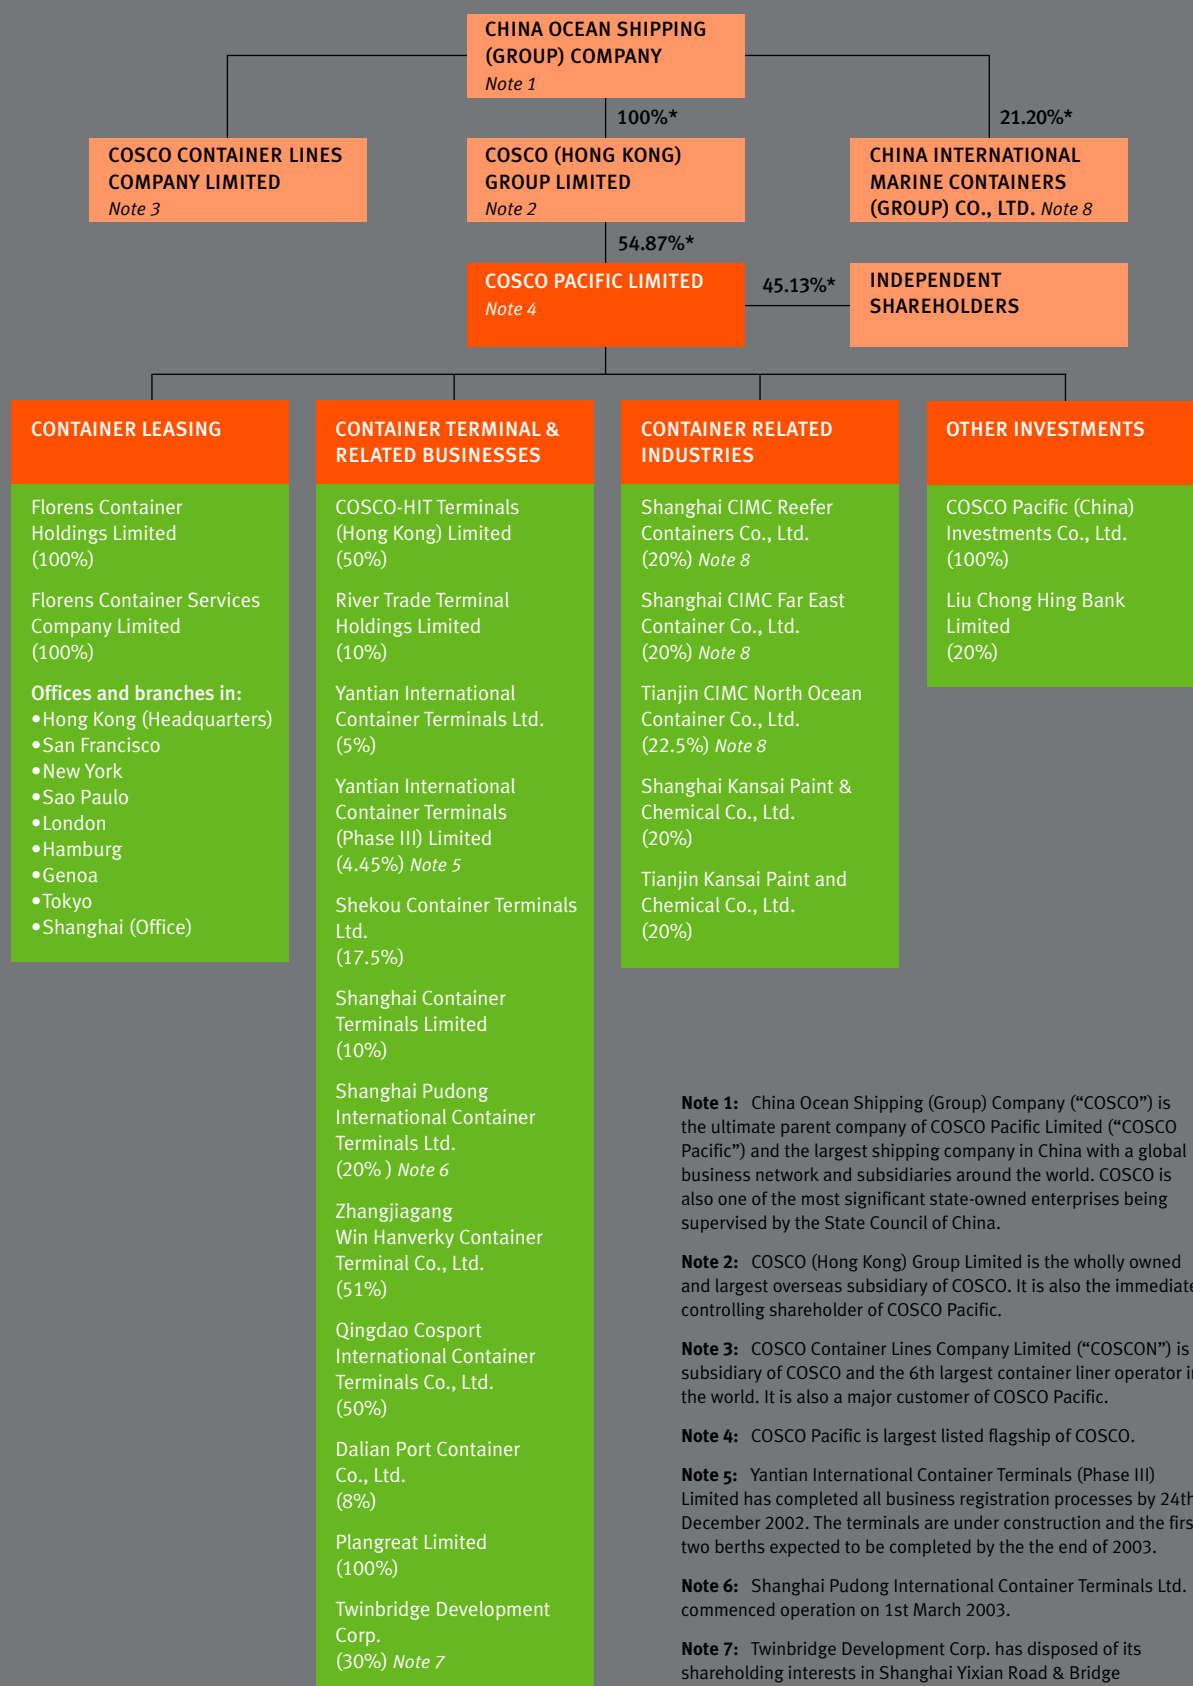 CHINA OCEAN SHIPPING
(GROUP) COMPANY
Note 1
100%*
21.20%*
COSCO CONTAINER LINES
COMPANY LIMITED
Note 3
COSCO (HONG KONG)
GROUP LIMITED
Note 2
CHINA INTERNATIONAL
MARINE CONTAINERS
(GROUP) CO., LTD. Note 8
54.87%*
COSCO PACIFIC LIMITED
Note 4
45.13%*
INDEPENDENT
SHAREHOLDERS
CONTAINER LEASING
Florens Container
Holdings Limited
(100%)
Florens Container Services
Company Limited
(100%)
Offices and branches in:
•Hong Kong (Headquarters)
•San Francisco
•New York
•Sao Paulo
•London
•Hamburg
•Genoa
•Tokyo
•Shanghai (Office)
CONTAINER TERMINAL &
RELATED BUSINESSES
COSCO-HIT Terminals
(Hong Kong) Limited
(50%)
River Trade Terminal
Holdings Limited
(10%)
Yantian International
Container Terminals Ltd.
(5%)
Yantian International
Container Terminals
(Phase III) Limited
(4.45%) Note 5
Shekou Container Terminals
Ltd.
(17.5%)
Shanghai Container
Terminals Limited
(10%)
Shanghai Pudong
International Container
Terminals Ltd.
(20% ) Note 6
Zhangjiagang
Win Hanverky Container
Terminal Co., Ltd.
(51%)
Qingdao Cosport
International Container
Terminals Co., Ltd.
(50%)
Dalian Port Container
Co., Ltd.
(8%)
Plangreat Limited
(100%)
Twinbridge Development
Corp.
(30%) Note 7
CONTAINER RELATED
INDUSTRIES
Shanghai CIMC Reefer
Containers Co., Ltd.
(20%) Note 8
Shanghai CIMC Far East
Container Co., Ltd.
(20%) Note 8
Tianjin CIMC North Ocean
Container Co., Ltd.
(22.5%) Note 8
Shanghai Kansai Paint &
Chemical Co., Ltd.
(20%)
Tianjin Kansai Paint and
Chemical Co., Ltd.
(20%)
OTHER INVESTMENTS
COSCO Pacific (China)
Investments Co., Ltd.
(100%)
Liu Chong Hing Bank
Limited
(20%)
Note 1: China Ocean Shipping (Group) Company (“COSCO”) is
the ultimate parent company of COSCO Pacific Limited (“COSCO
Pacific”) and the largest shipping company in China with a global
business network and subsidiaries around the world. COSCO is
also one of the most significant state-owned enterprises being
supervised by the State Council of China.
Note 2: COSCO (Hong Kong) Group Limited is the wholly owned
and largest overseas subsidiary of COSCO. It is also the immediate
controlling shareholder of COSCO Pacific.
Note 3: COSCO Container Lines Company Limited (“COSCON”) is
subsidiary of COSCO and the 6th largest container liner operator in
the world. It is also a major customer of COSCO Pacific.
Note 4: COSCO Pacific is largest listed flagship of COSCO.
Note 5: Yantian International Container Terminals (Phase III)
Limited has completed all business registration processes by 24th
December 2002. The terminals are under construction and the firs
two berths expected to be completed by the the end of 2003.
Note 6: Shanghai Pudong International Container Terminals Ltd.
commenced operation on 1st March 2003.
Note 7: Twinbridge Development Corp. has disposed of its
shareholding interests in Shanghai Yixian Road & Bridge